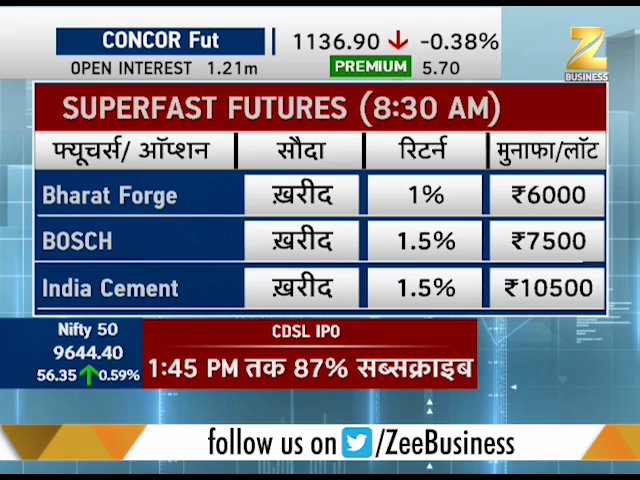 CONCOR Fut 1136.90 -0.38%
OPEN INTEREST 1.21m PREMIUM 5.70
Z
ZEE BUSINESS
SUPERFAST FUTURES (8:30 AM)
फ्यूचर्स/ ऑप्शन सौदा रिटर्न मुनाफा/लॉट
Bharat Forge ख़रीद 1% ₹6000
BOSCH ख़रीद 1.5% ₹7500
India Cement ख़रीद 1.5% ₹10500
Nifty 50
9644.40
56.35 0.59%
CDSL IPO
1:45 PM तक 87% सब्सक्राइब
follow us on /ZeeBusiness